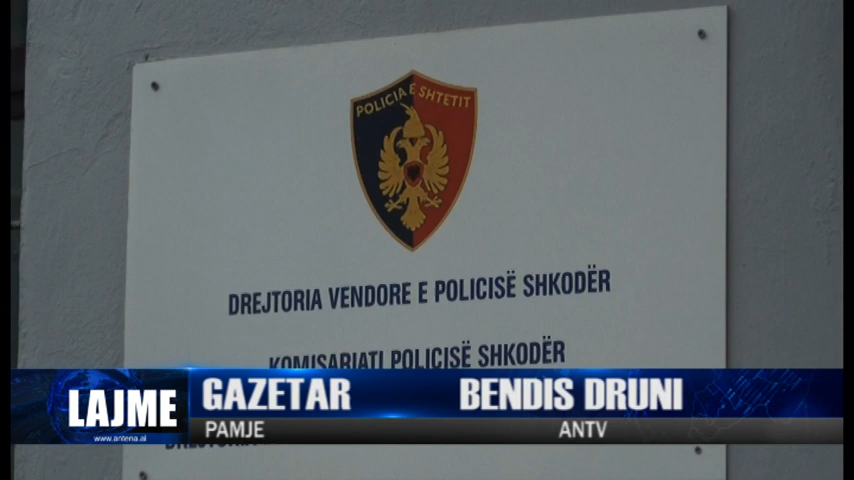 POLICIA E SHTETIT
DREJTORIA VENDORE E POLICISË SHKODËR
KOMISARIATI POLICISË SHKODËR
GAZETAR BENDIS DRUNI
LAJME
PAMJE ANTV
www.antena.al